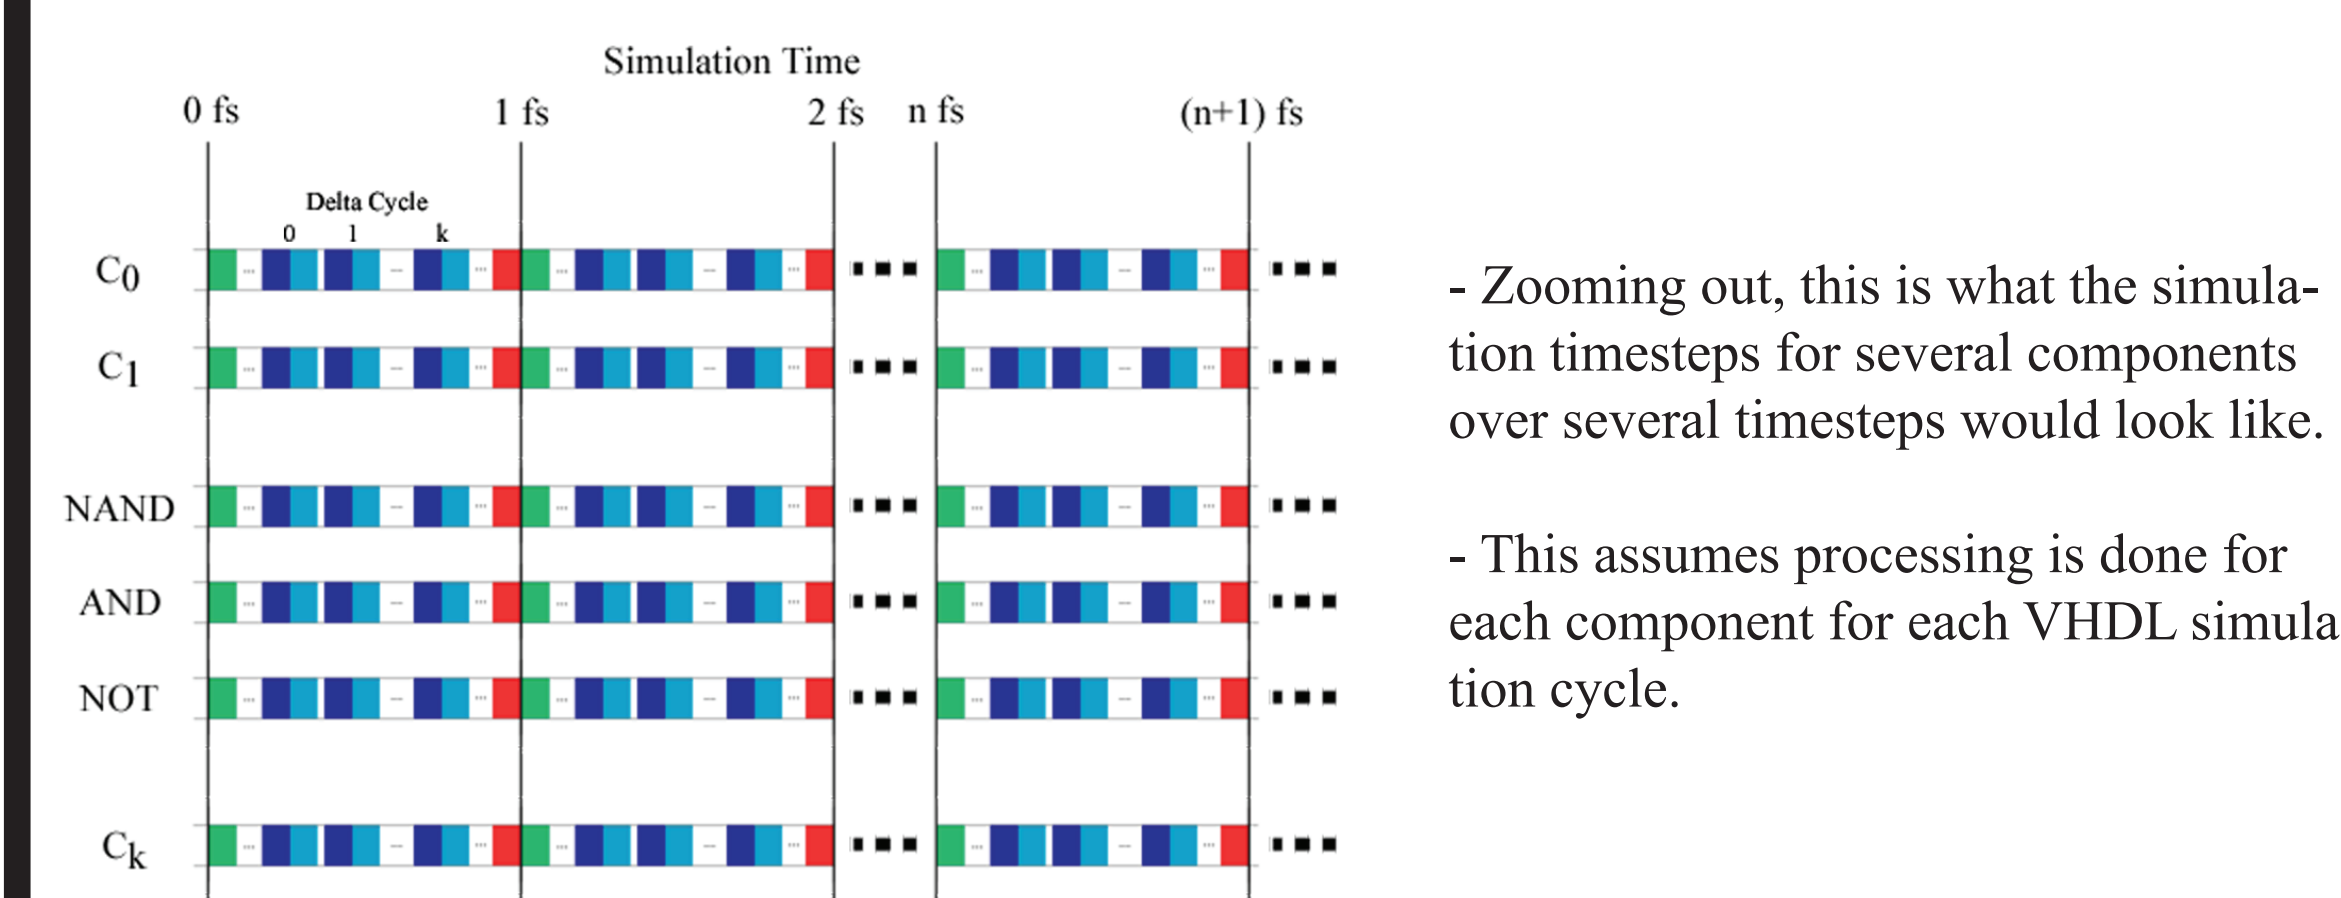 Simulation Time
0 fs 1 fs 2 fs n fs (n+1) fs
Delta Cycle
0 1 k
C0
C1
NAND
AND
NOT
Ck
- Zooming out, this is what the simula-
tion timesteps for several components
over several timesteps would look like.
- This assumes processing is done for
each component for each VHDL simula
tion cycle.